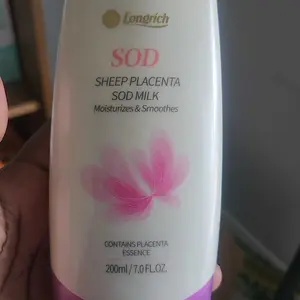 Longrich
SOD
SHEEP PLACENTA
SOD MILK
Moisturizes & Smoothes
CONTAINS PLACENTA
ESSENCE
200ml / 7.0 FL.OZ.